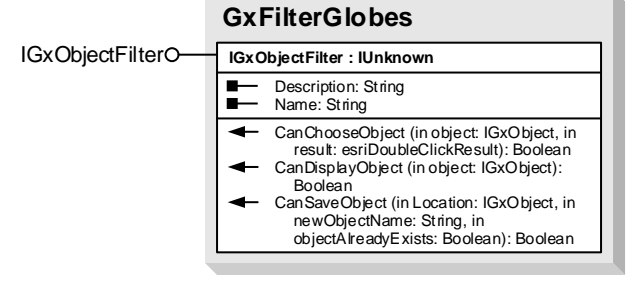 GxFilterGlobes
IGxObjectFilter
IGxObjectFilter : IUnknown
Description: String
Name: String
CanChooseObject (in object: IGxObject, in
result: esriDoubleClickResult): Boolean
CanDisplayObject (in object: IGxObject):
Boolean
CanSaveObject (in Location: IGxObject, in
newObjectName: String, in
objectAlreadyExists: Boolean): Boolean